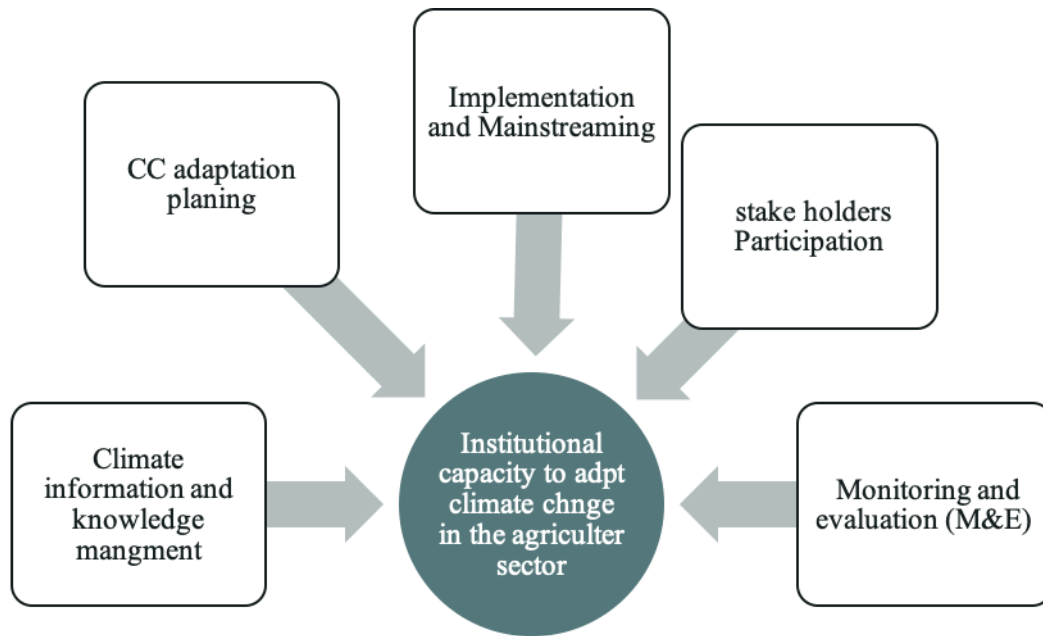 Implementation
and Mainstreaming
CC adaptation
planing
stake holders
Participation
Climate
information and
knowledge
mangment
Institutional
capacity to adpt
climate chnge
in the agriculter
sector
Monitoring and
evaluation (M&E)